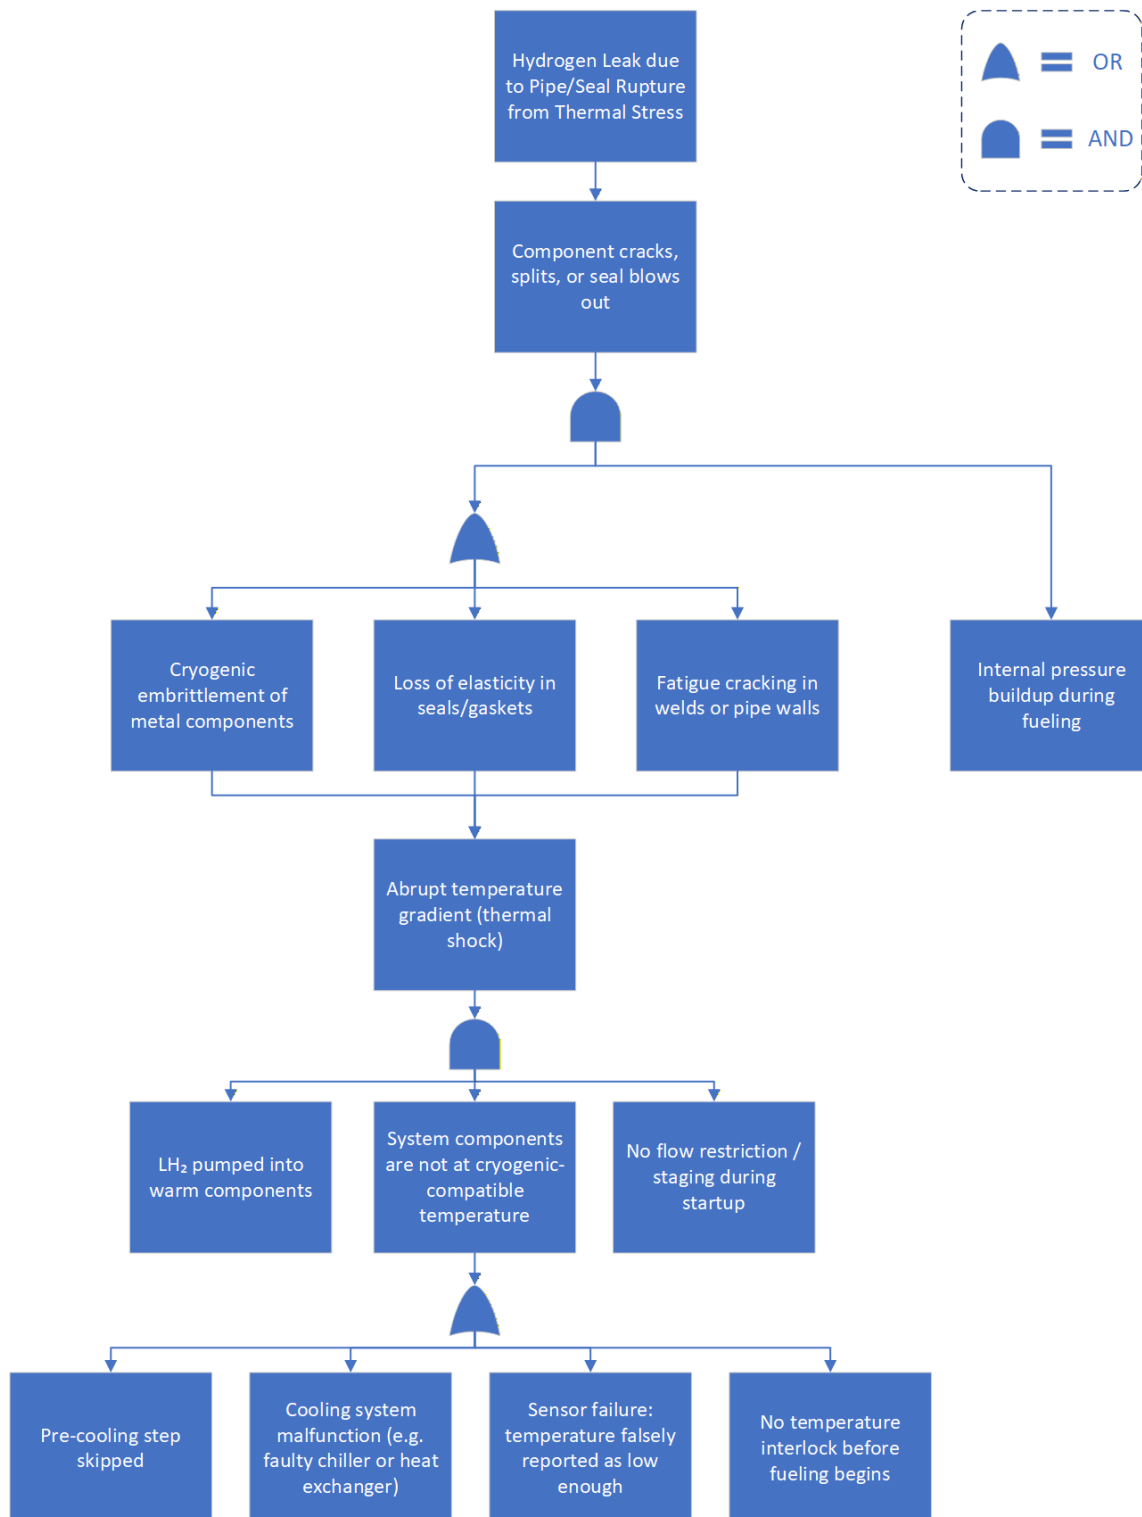 Hydrogen Leak due
to Pipe/Seal Rupture
from Thermal Stress
OR
AND
Component cracks,
splits, or seal blows
out
Cryogenic
embrittlement of
metal components
Loss of elasticity in
seals/gaskets
Fatigue cracking in
welds or pipe walls
Internal pressure
buildup during
fueling
Abrupt temperature
gradient (thermal
shock)
LH₂ pumped into
warm components
System components
are not at cryogenic-
compatible
temperature
No flow restriction /
staging during
startup
Pre-cooling step
skipped
Cooling system
malfunction (e.g.
faulty chiller or heat
exchanger)
Sensor failure:
temperature falsely
reported as low
enough
No temperature
interlock before
fueling begins